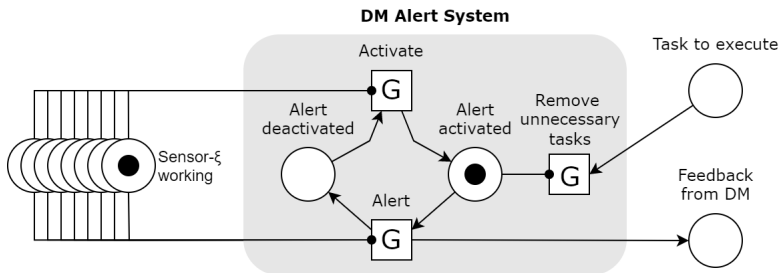 DM Alert System
Activate
G
Task to execute
Alert
deactivated
Alert
activated
Remove
unnecessary
tasks
G
Sensor-ξ
working
Feedback
from DM
Alert
G